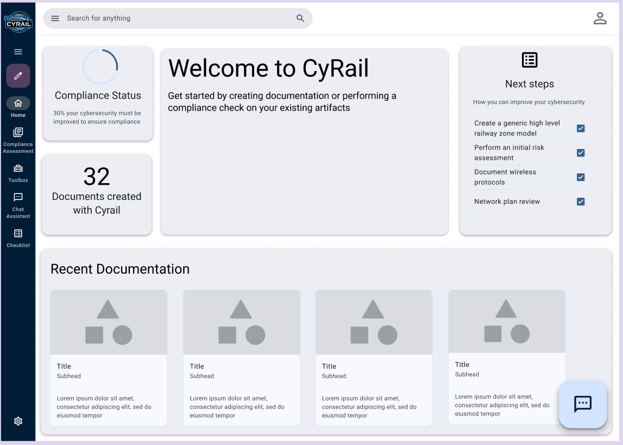 CYRAIL
Search for anything
Home
Compliance
Assessment
Toolbox
Chat
Assistant
Checklist
Compliance Status
30% your cybersecurity must
be improved to ensure compliance
32
Documents created
with Cyrail
Welcome to CyRail
Get started by creating documentation or performing a
compliance check on your existing artifacts
Next steps
How you can improve your cybersecurity
Create a generic high level
railway zone model
Perform an initial risk
assessment
Document wireless
protocols
Network plan review
Recent Documentation
Title
Subhead
Lorem ipsum dolor sit amet,
consectetur adipiscing elit, sed do
eiusmod tempor
Title
Subhead
Lorem ipsum dolor sit amet,
consectetur adipiscing elit, sed do
eiusmod tempor
Title
Subhead
Lorem ipsum dolor sit amet,
consectetur adipiscing elit, sed do
eiusmod tempor
Title
Subhead
Lorem ipsum dolor sit amet,
consectetur adipiscing elit, sed do
eiusmod tempor